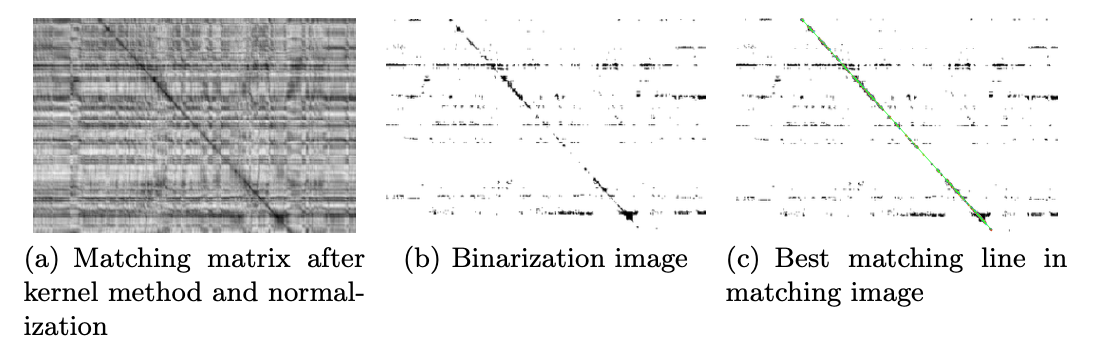 (a) Matching matrix after
kernel method and normal-
ization
(b) Binarization image
(c) Best matching line in
matching image